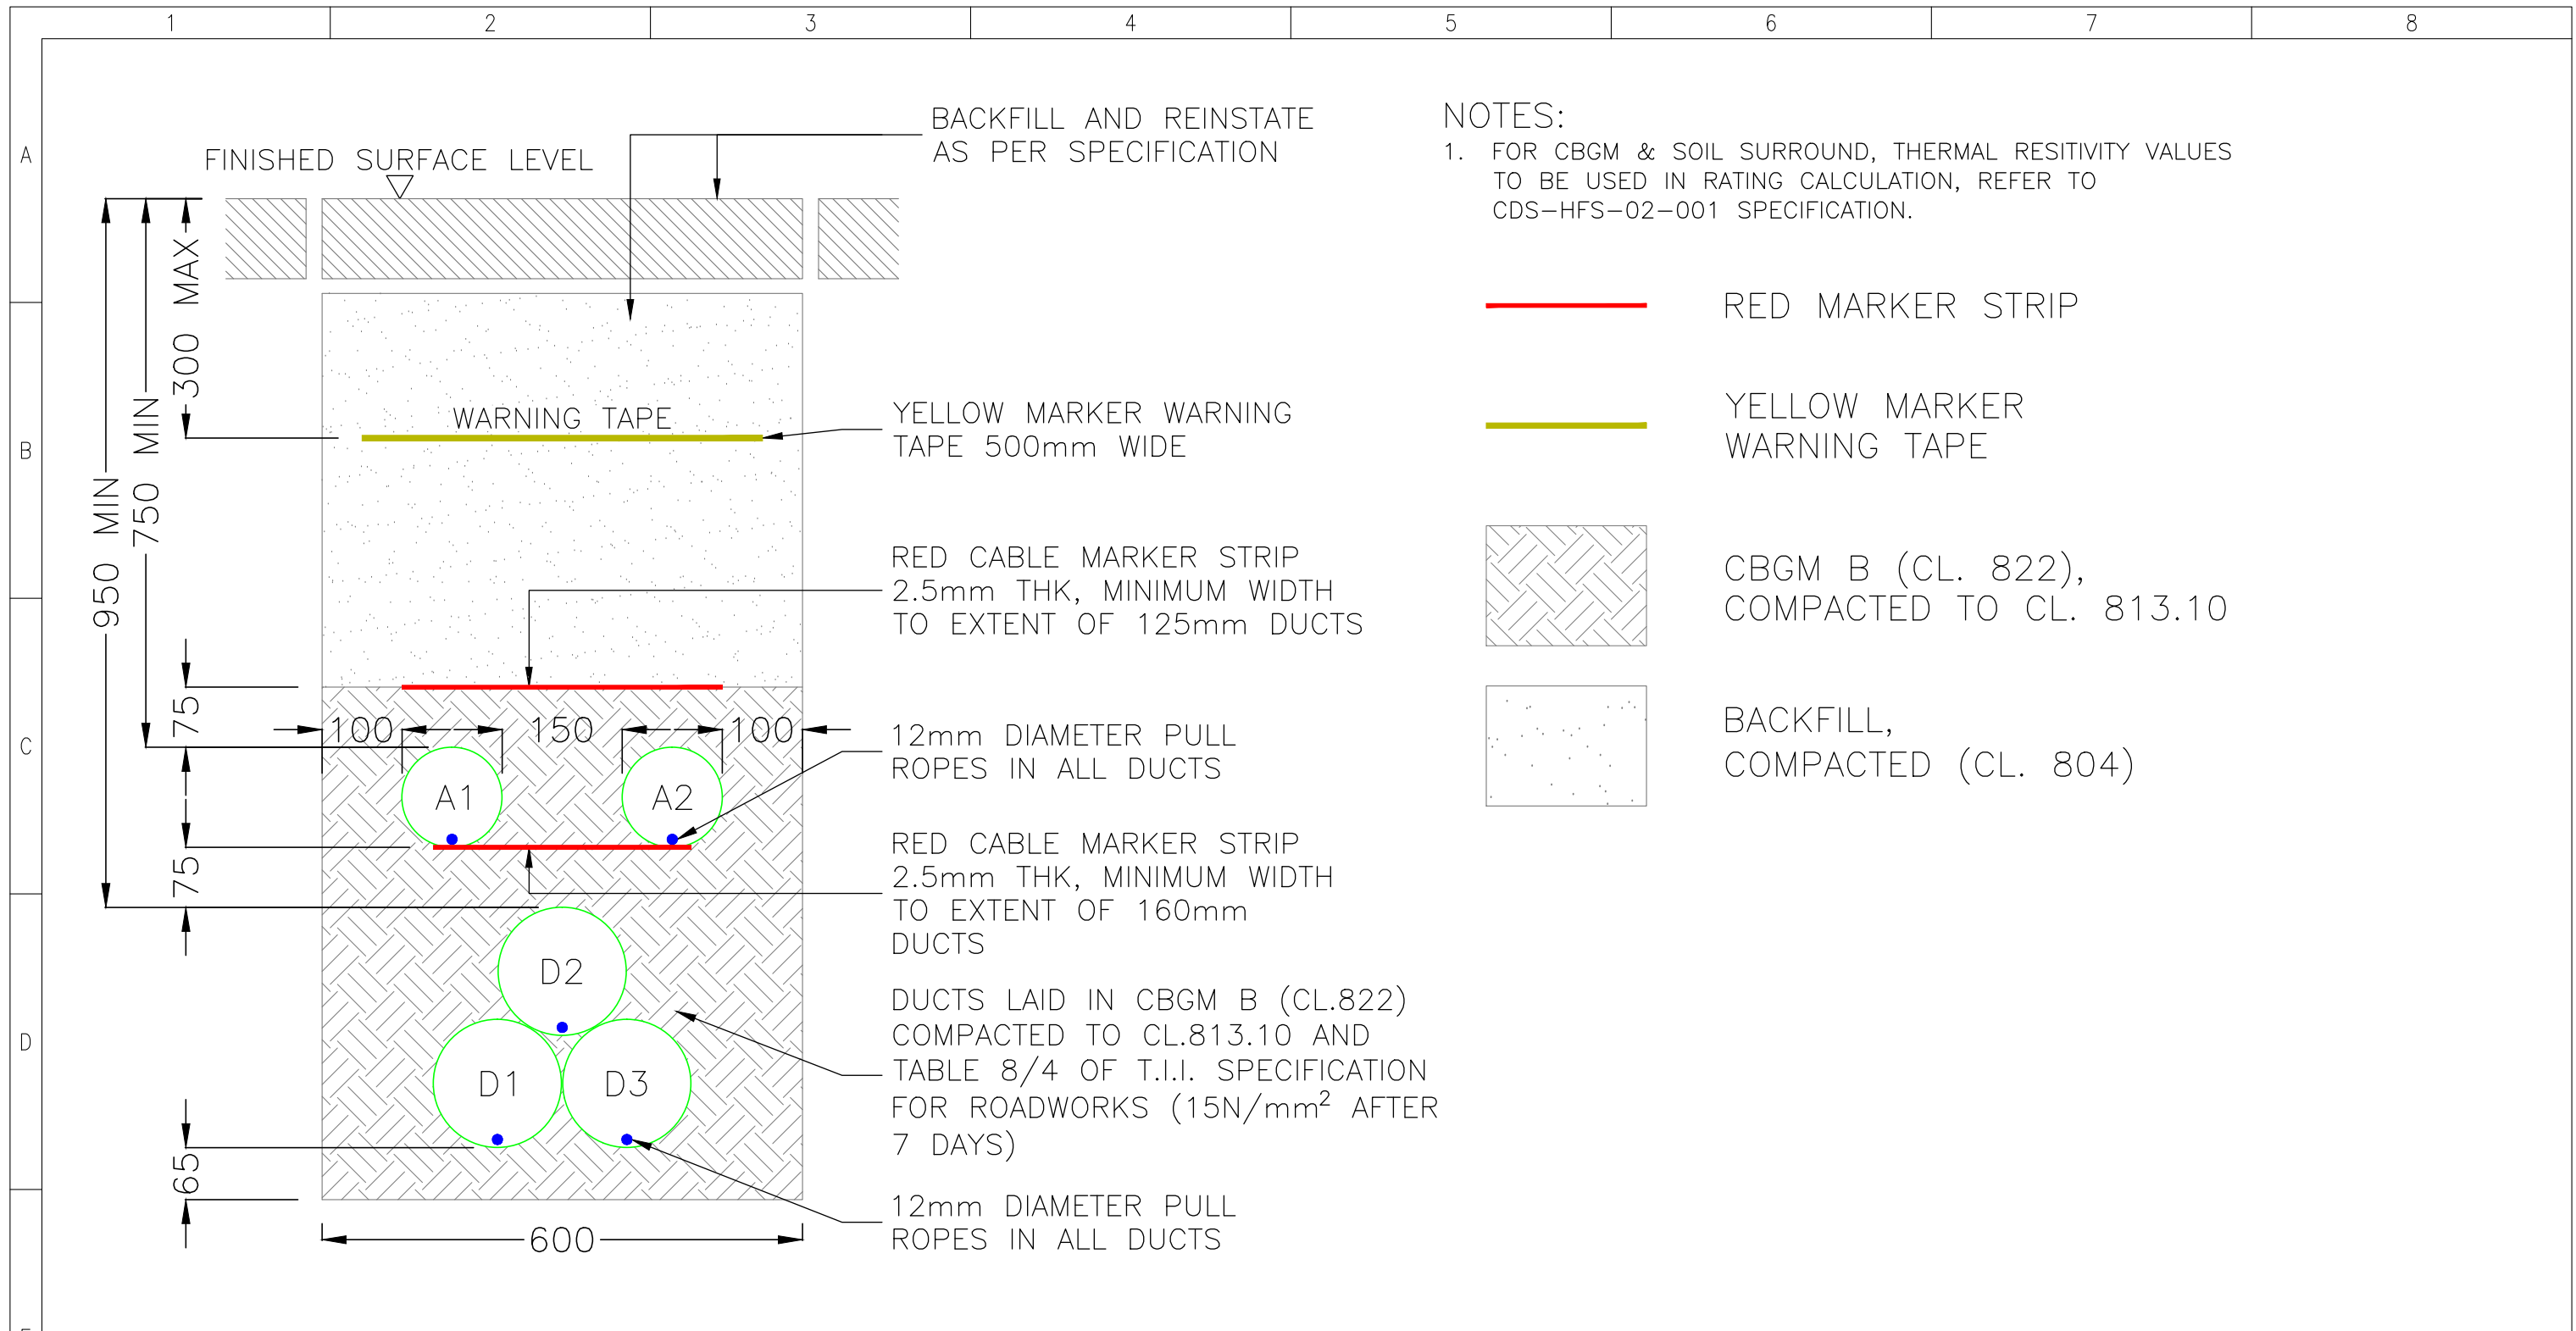 1 2 3 4 5 6 7 8
A
B
C
D
FINISHED SURFACE LEVEL
BACKFILL AND REINSTATE
AS PER SPECIFICATION
300 MAX
750 MIN
950 MIN
WARNING TAPE
YELLOW MARKER WARNING
TAPE 500mm WIDE
RED CABLE MARKER STRIP
2.5mm THK, MINIMUM WIDTH
TO EXTENT OF 125mm DUCTS
75
100
150
100
12mm DIAMETER PULL
ROPES IN ALL DUCTS
A1
A2
75
RED CABLE MARKER STRIP
2.5mm THK, MINIMUM WIDTH
TO EXTENT OF 160mm
DUCTS
D2
D1
D3
DUCTS LAID IN CBGM B (CL.822)
COMPACTED TO CL.813.10 AND
TABLE 8/4 OF T.I.I. SPECIFICATION
FOR ROADWORKS (15N/mm² AFTER
7 DAYS)
65
12mm DIAMETER PULL
ROPES IN ALL DUCTS
600
NOTES:
1. FOR CBGM & SOIL SURROUND, THERMAL RESITIVITY VALUES
TO BE USED IN RATING CALCULATION, REFER TO
CDS-HFS-02-001 SPECIFICATION.
RED MARKER STRIP
YELLOW MARKER
WARNING TAPE
CBGM B (CL. 822),
COMPACTED TO CL. 813.10
BACKFILL,
COMPACTED (CL. 804)